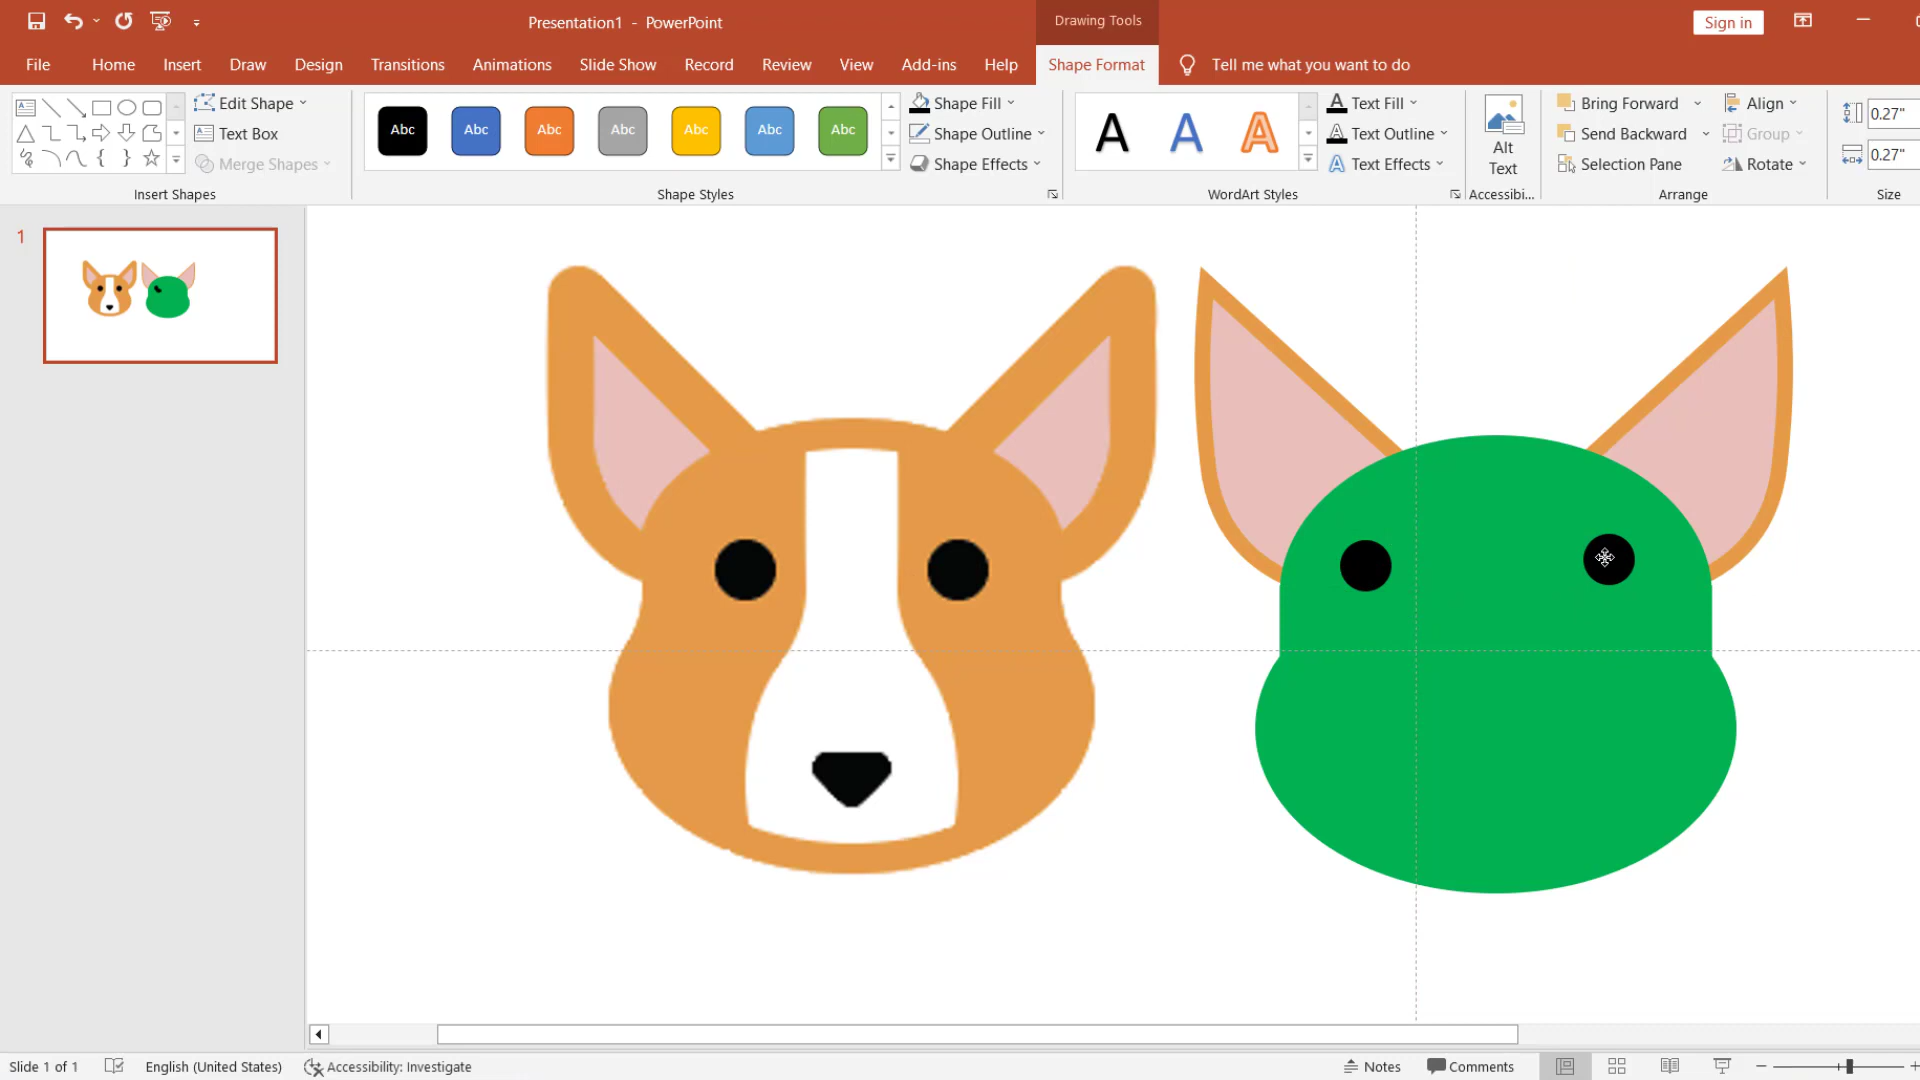 Presentation1 - PowerPoint
Drawing Tools
Sign in
File Home Insert Draw Design Transitions Animations Slide Show Record Review View Add-ins Help Shape Format Tell me what you want to do
Edit Shape
Text Box
Merge Shapes
Insert Shapes
Abc Abc Abc Abc Abc Abc Abc
Shape Fill
Shape Outline
Shape Effects
Shape Styles
A A A
Text Fill
Text Outline
Text Effects
WordArt Styles
Alt
Text
Accessibi...
Bring Forward
Send Backward
Selection Pane
Align
Group
Rotate
Arrange
0.27"
0.27"
Size
1
Slide 1 of 1
English (United States)
Accessibility: Investigate
Notes
Comments